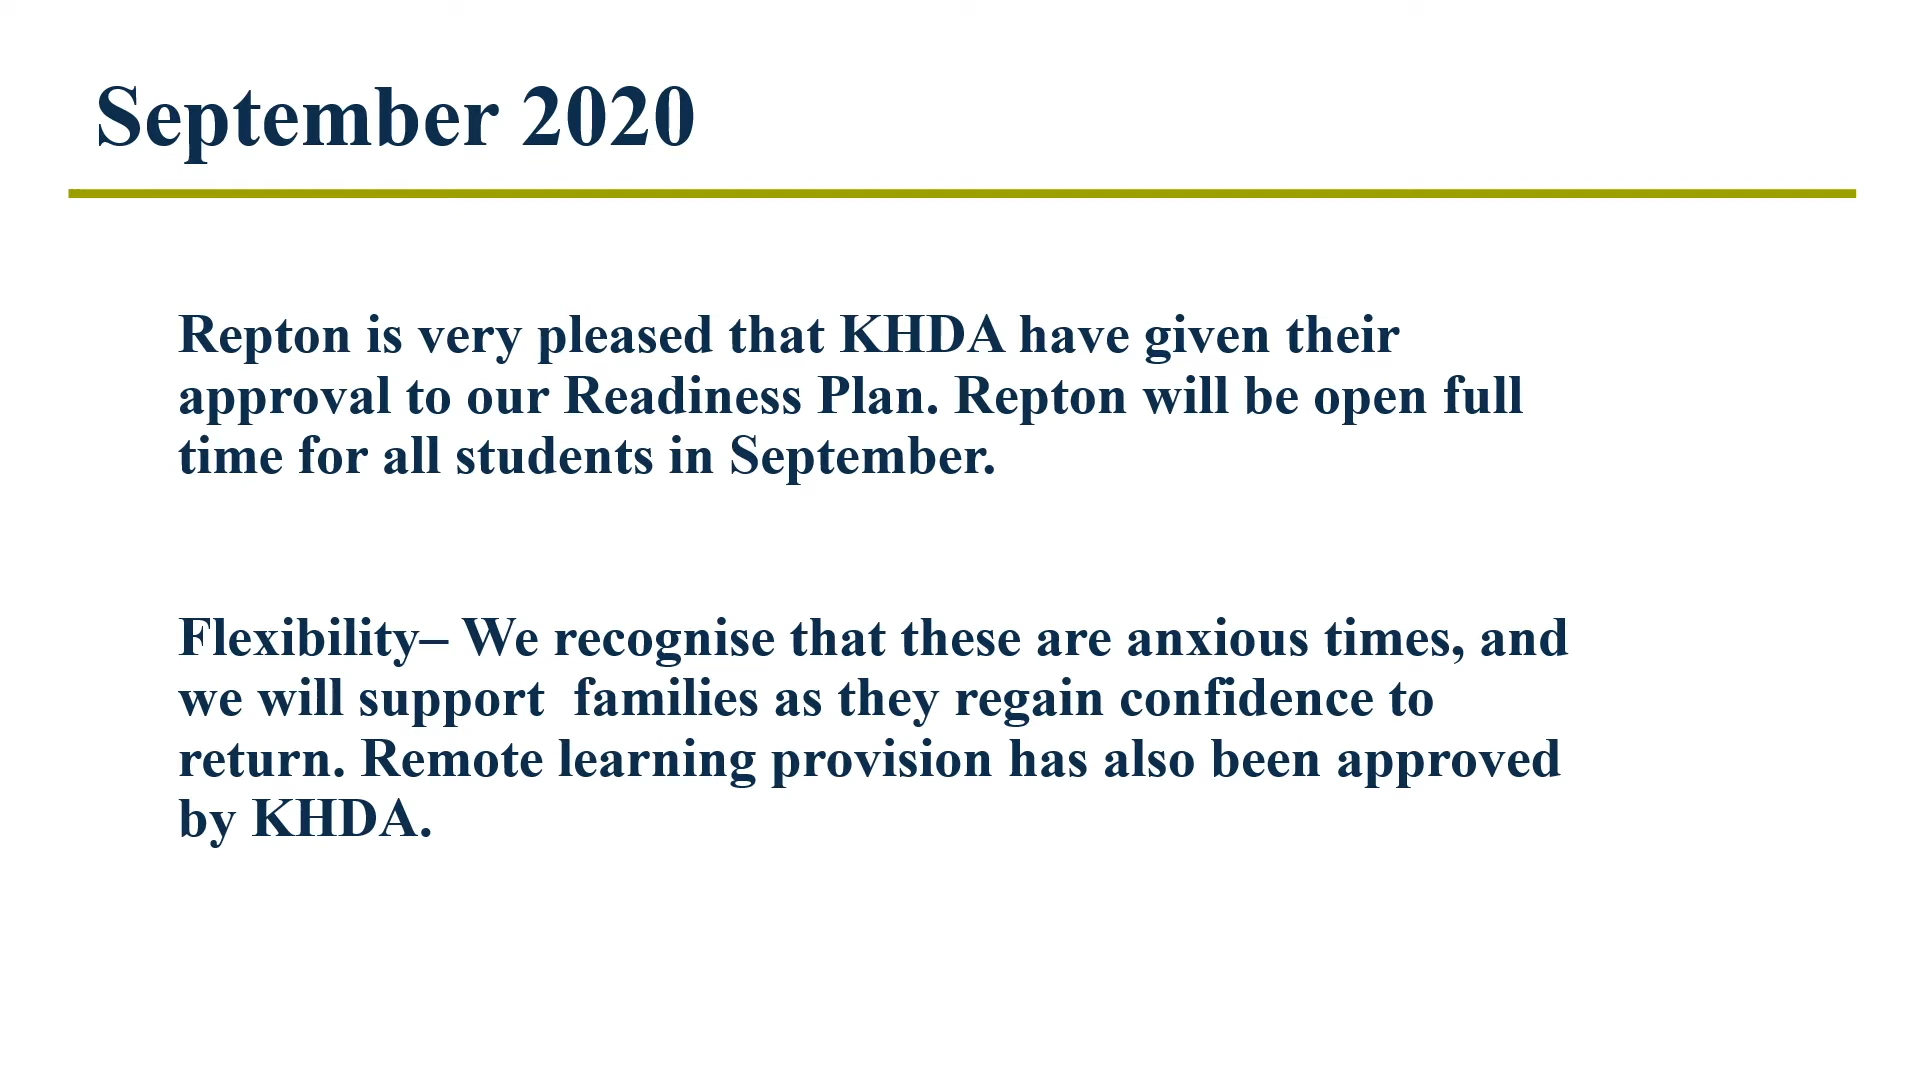 September 2020
Repton is very pleased that KHDA have given their
approval to our Readiness Plan. Repton will be open full
time for all students in September.
Flexibility– We recognise that these are anxious times, and
we will support  families as they regain confidence to
return. Remote learning provision has also been approved
by KHDA.